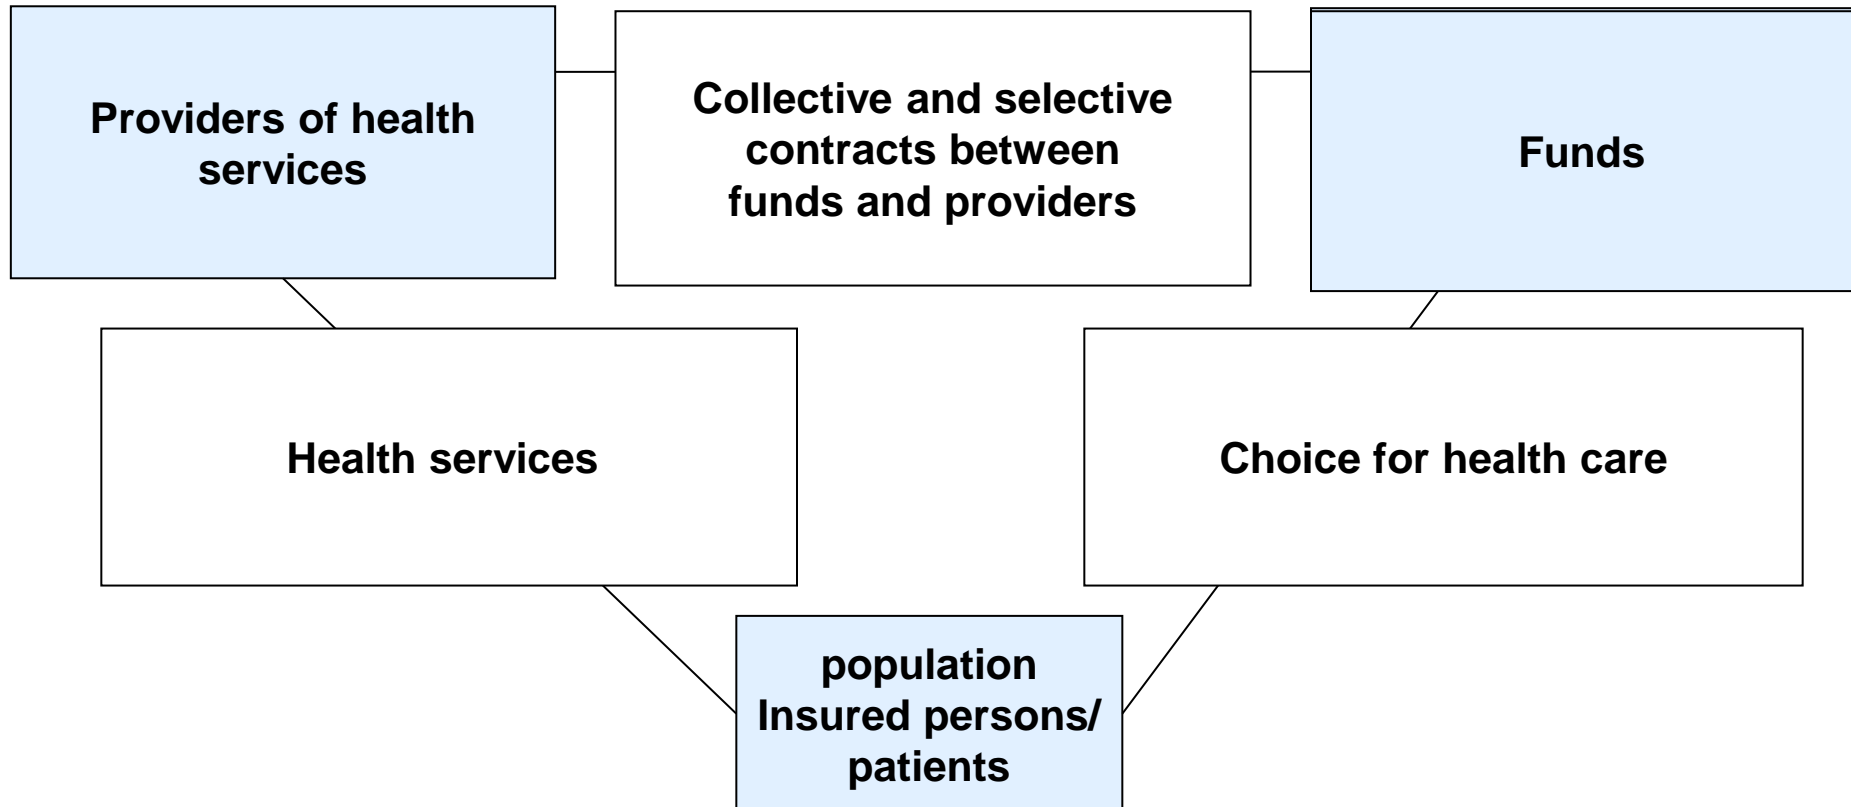 Providers of health
services
Collective and selective
contracts between
funds and providers
Funds
Health services
Choice for health care
population
Insured persons/
patients